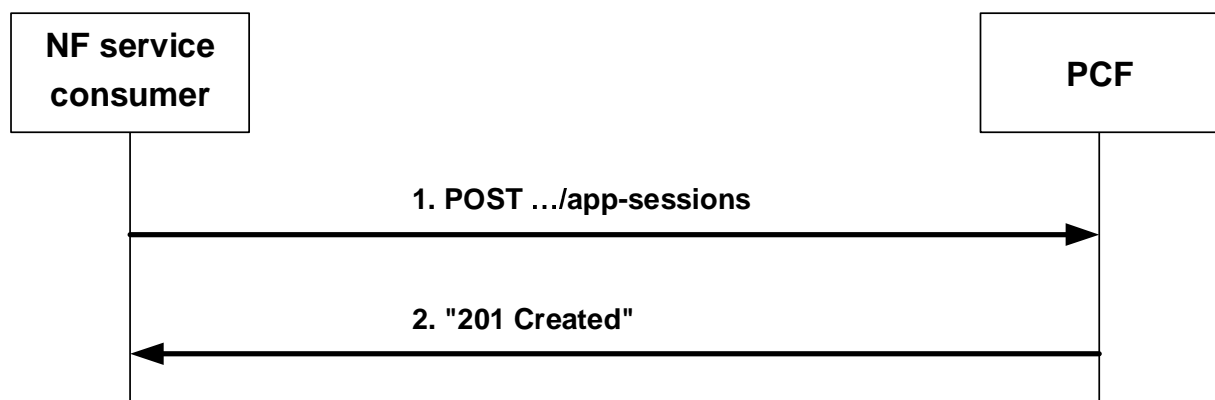 NF service
consumer
PCF
1. POST …/app-sessions
2. "201 Created"